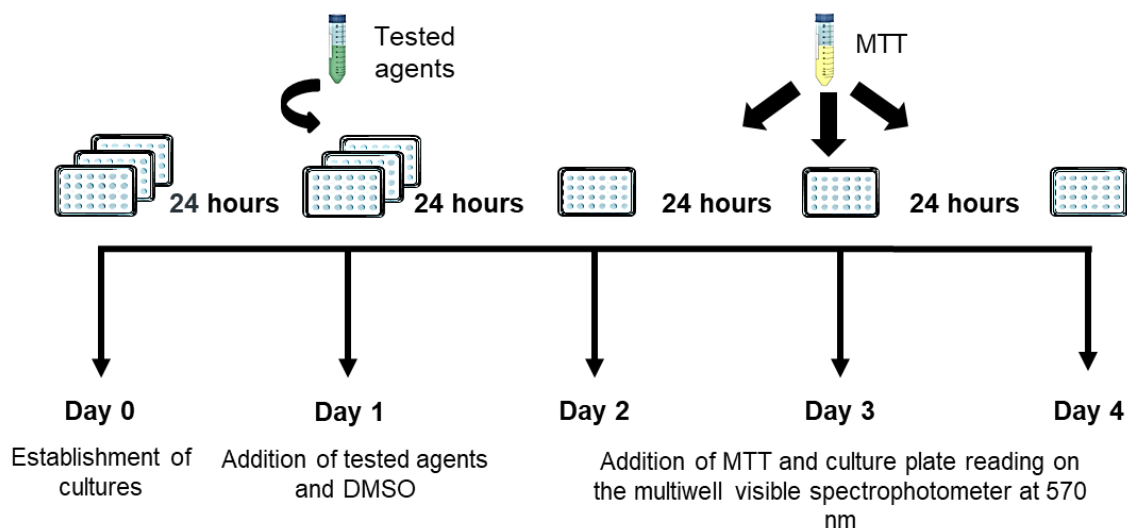 Tested
agents
MTT
24 hours
24 hours
24 hours
24 hours
Day 0
Day 1
Day 2
Day 3
Day 4
Establishment of
cultures
Addition of tested agents
and DMSO
Addition of MTT and culture plate reading on
the multiwell visible spectrophotometer at 570
nm